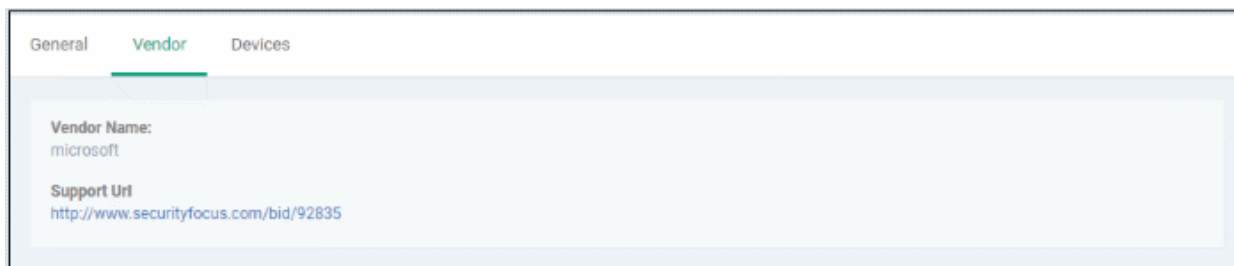 General Vendor Devices
Vendor Name:
microsoft
Support Url
http://www.securityfocus.com/bid/92835